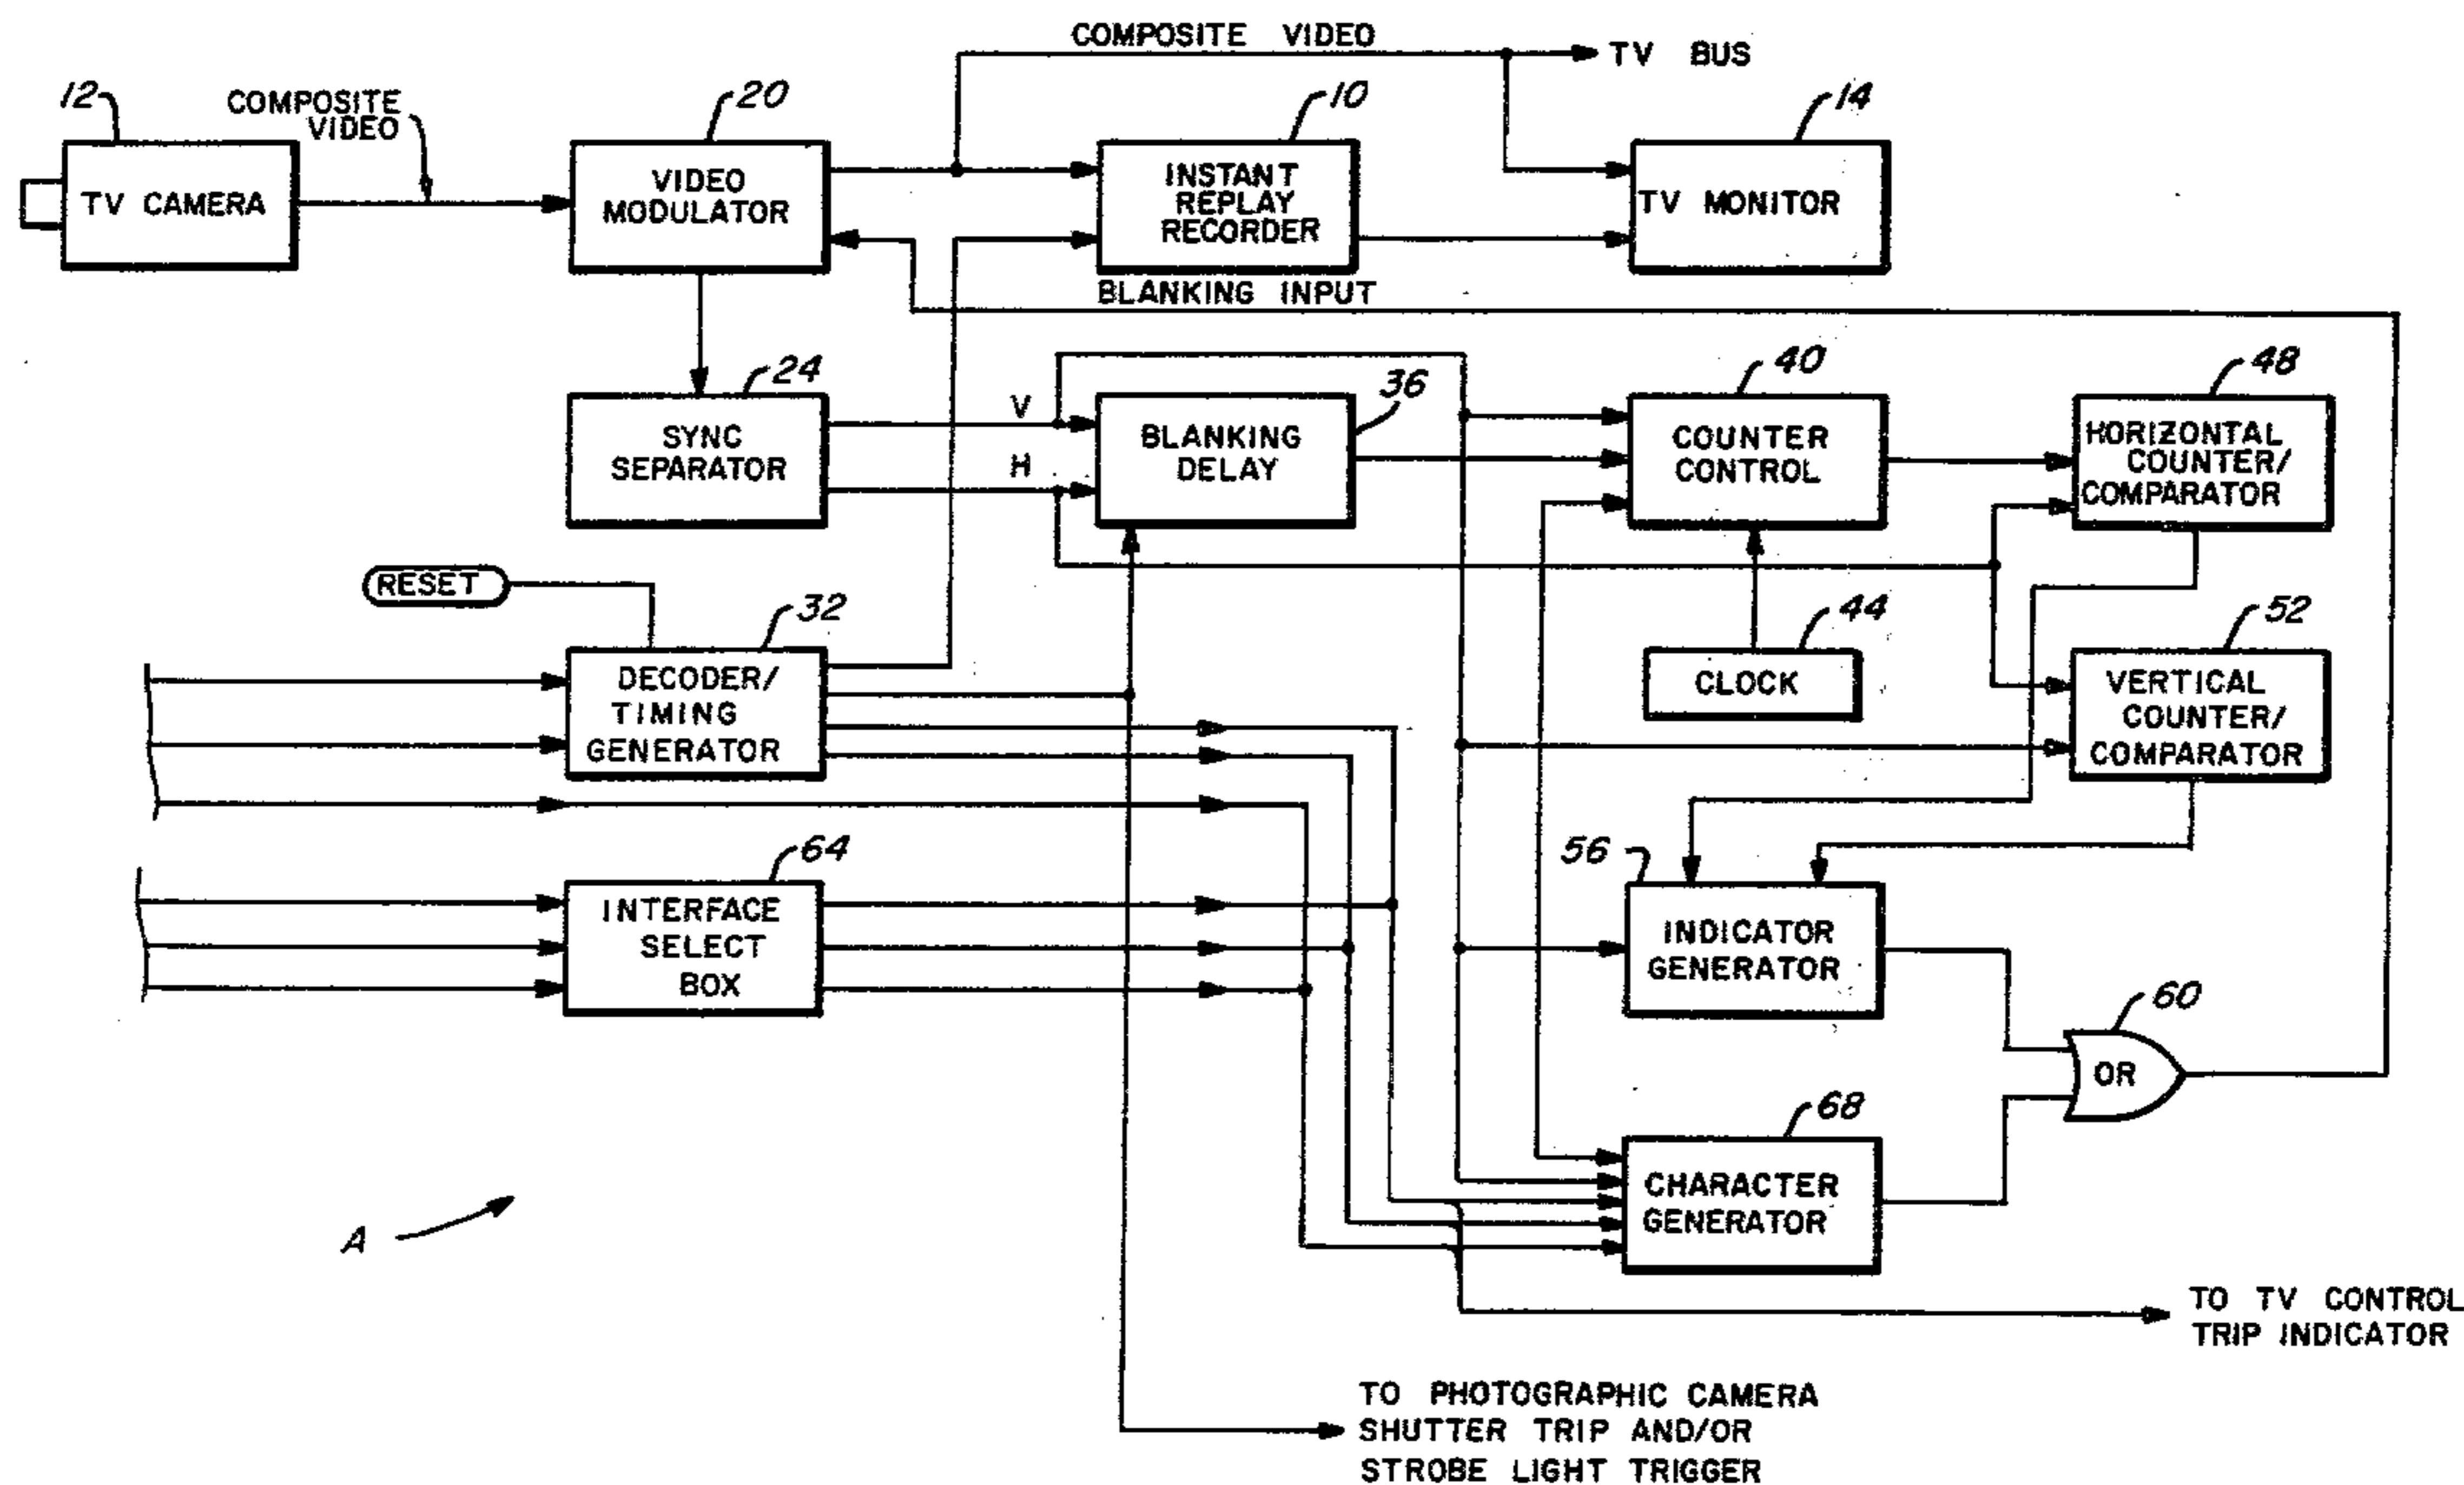 COMPOSITE VIDEO
TV BUS
12
COMPOSITE
VIDEO
20
10
14
TV CAMERA
VIDEO
MODULATOR
INSTANT
REPLAY
RECORDER
TV MONITOR
BLANKING INPUT
24
36
40
48
V
H
SYNC
SEPARATOR
BLANKING
DELAY
COUNTER
CONTROL
HORIZONTAL
COUNTER/
COMPARATOR
RESET
32
44
52
DECODER/
TIMING
GENERATOR
CLOCK
VERTICAL
COUNTER/
COMPARATOR
64
56
INTERFACE
SELECT
BOX
INDICATOR
GENERATOR
60
OR
68
CHARACTER
GENERATOR
A
TO TV CONTROL
TRIP INDICATOR
TO PHOTOGRAPHIC CAMERA
SHUTTER TRIP AND/OR
STROBE LIGHT TRIGGER